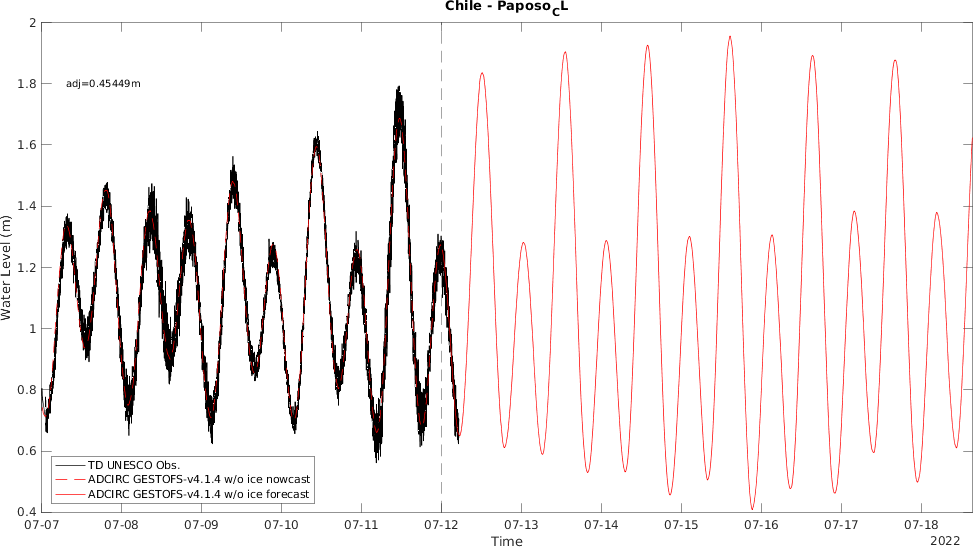 Chile - Paposo_CL
2
1.8
1.6
1.4
1.2
1
0.8
0.6
0.4
Water Level (m)
adj=0.45449m
TD UNESCO Obs.
ADCIRC GESTOFS-v4.1.4 w/o ice nowcast
ADCIRC GESTOFS-v4.1.4 w/o ice forecast
07-07 07-08 07-09 07-10 07-11 07-12 07-13 07-14 07-15 07-16 07-17 07-18
Time
2022